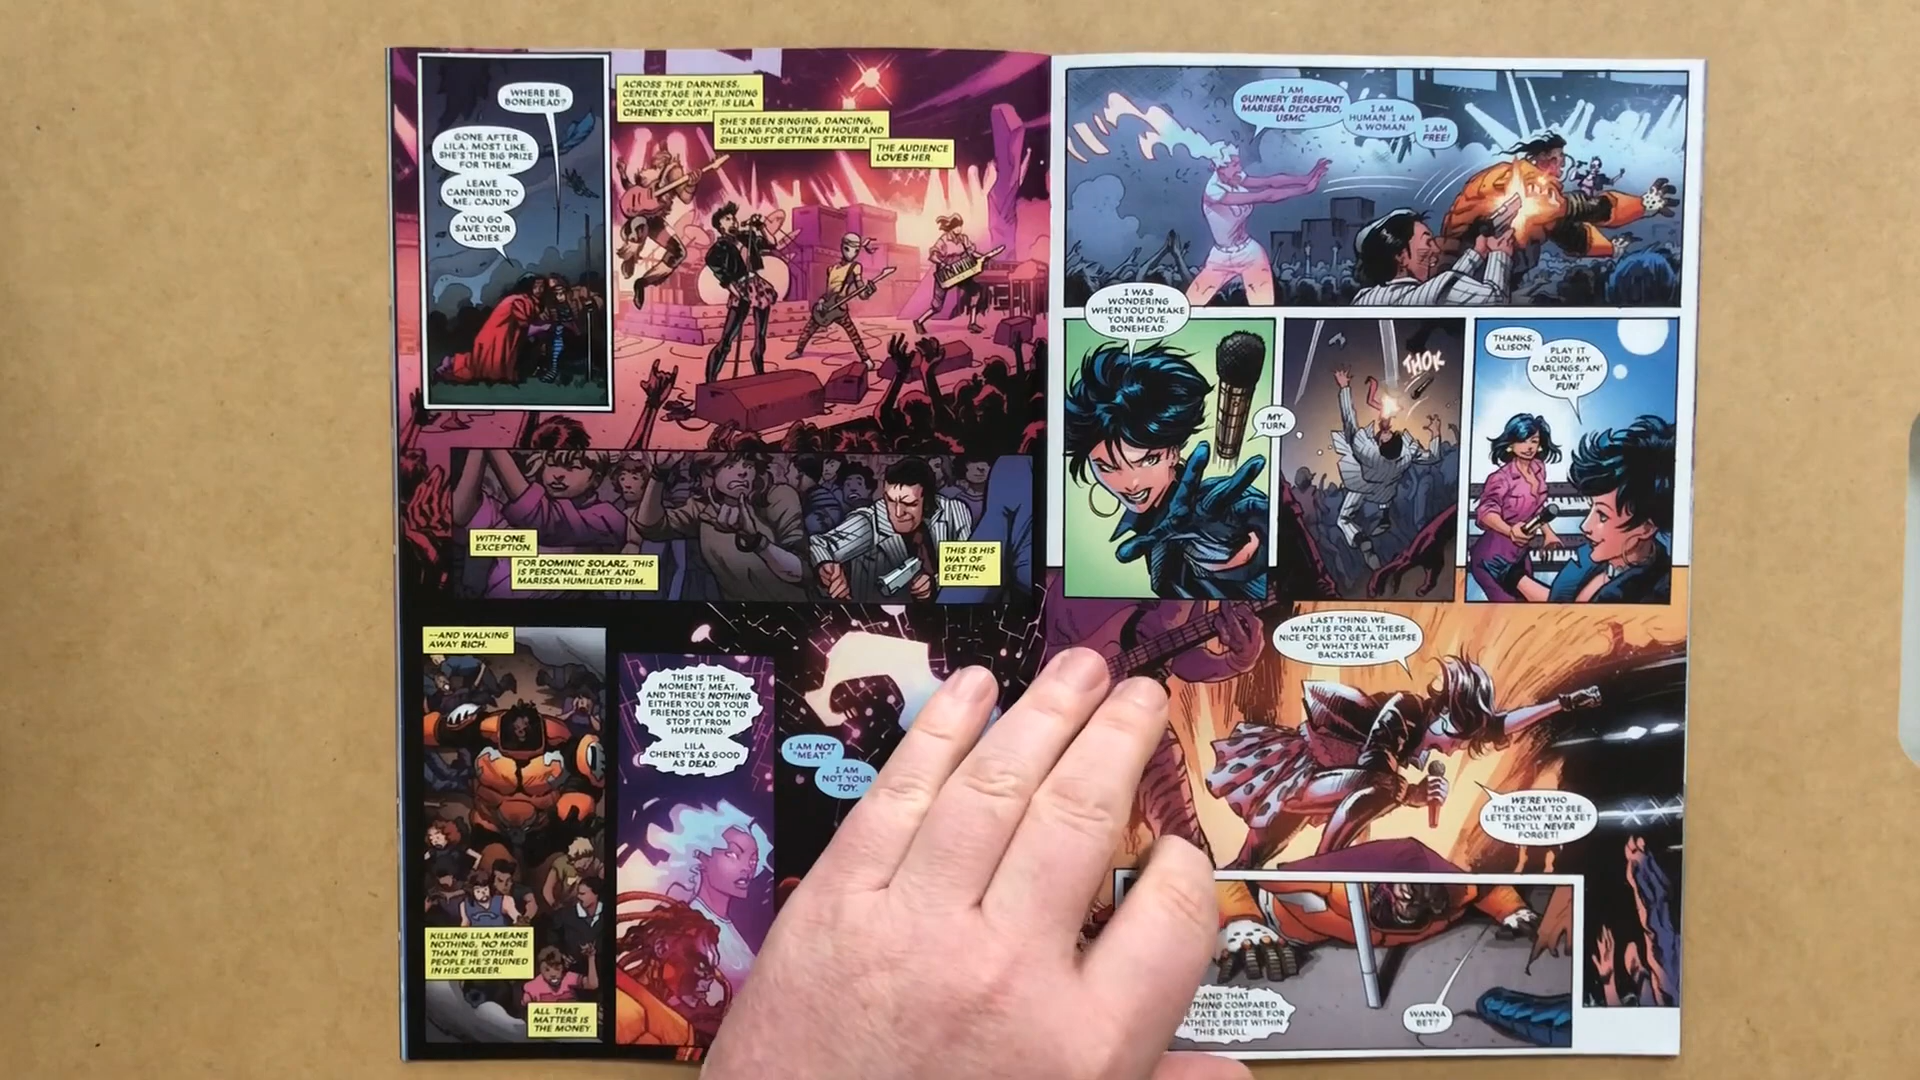 WHERE BE
BONEHEAD?
GONE AFTER
LILA, MOST LIKE.
SHE'S THE BIG PRIZE
FOR THEM.
LEAVE
CANNIBIRD TO
ME, CAJUN.
YOU GO
SAVE YOUR
LADIES.
ACROSS THE DARKNESS,
CENTER STAGE IN A BLINDING
CASCADE OF LIGHT, IS LILA
CHENEY'S COURT.
SHE'S BEEN SINGING, DANCING,
TALKING FOR OVER AN HOUR AND
SHE'S JUST GETTING STARTED.
THE AUDIENCE
LOVES HER.
WITH ONE
EXCEPTION.
FOR DOMINIC SOLARZ, THIS
IS PERSONAL. REMY AND
MARISSA HUMILIATED HIM.
THIS IS HIS
WAY OF
GETTING
EVEN--
--AND WALKING
AWAY RICH.
KILLING LILA MEANS
NOTHING, NO MORE
THAN THE OTHER
PEOPLE HE'S RUINED
IN HIS CAREER.
ALL THAT
MATTERS IS
THE MONEY.
THIS IS THE
MOMENT, MEAT,
AND THERE'S NOTHING
EITHER YOU OR YOUR
FRIENDS CAN DO TO
STOP IT FROM
HAPPENING.
LILA
CHENEY'S AS GOOD
AS DEAD.
I AM NOT
"MEAT."
I AM
NOT YOUR
TOY.
I AM
GUNNERY SERGEANT
MARISSA DECASTRO,
USMC.
I AM
HUMAN. I AM
A WOMAN.
I AM
FREE!
I WAS
WONDERING
WHEN YOU'D MAKE
YOUR MOVE,
BONEHEAD.
MY
TURN.
THOK
THANKS,
ALISON.
PLAY IT
LOUD, MY
DARLINGS, AN'
PLAY IT
FUN!
LAST THING WE
WANT IS FOR ALL THESE
NICE FOLKS TO GET A GLIMPSE
OF WHAT'S WHAT
BACKSTAGE.
WE'RE WHO
THEY CAME TO SEE.
LET'S SHOW 'EM A SET
THEY'LL NEVER
FORGET!
--AND THAT
COMPARED
FATE IN STORE FOR
SPIRIT WITHIN
THIS SKULL.
WANNA
BET?